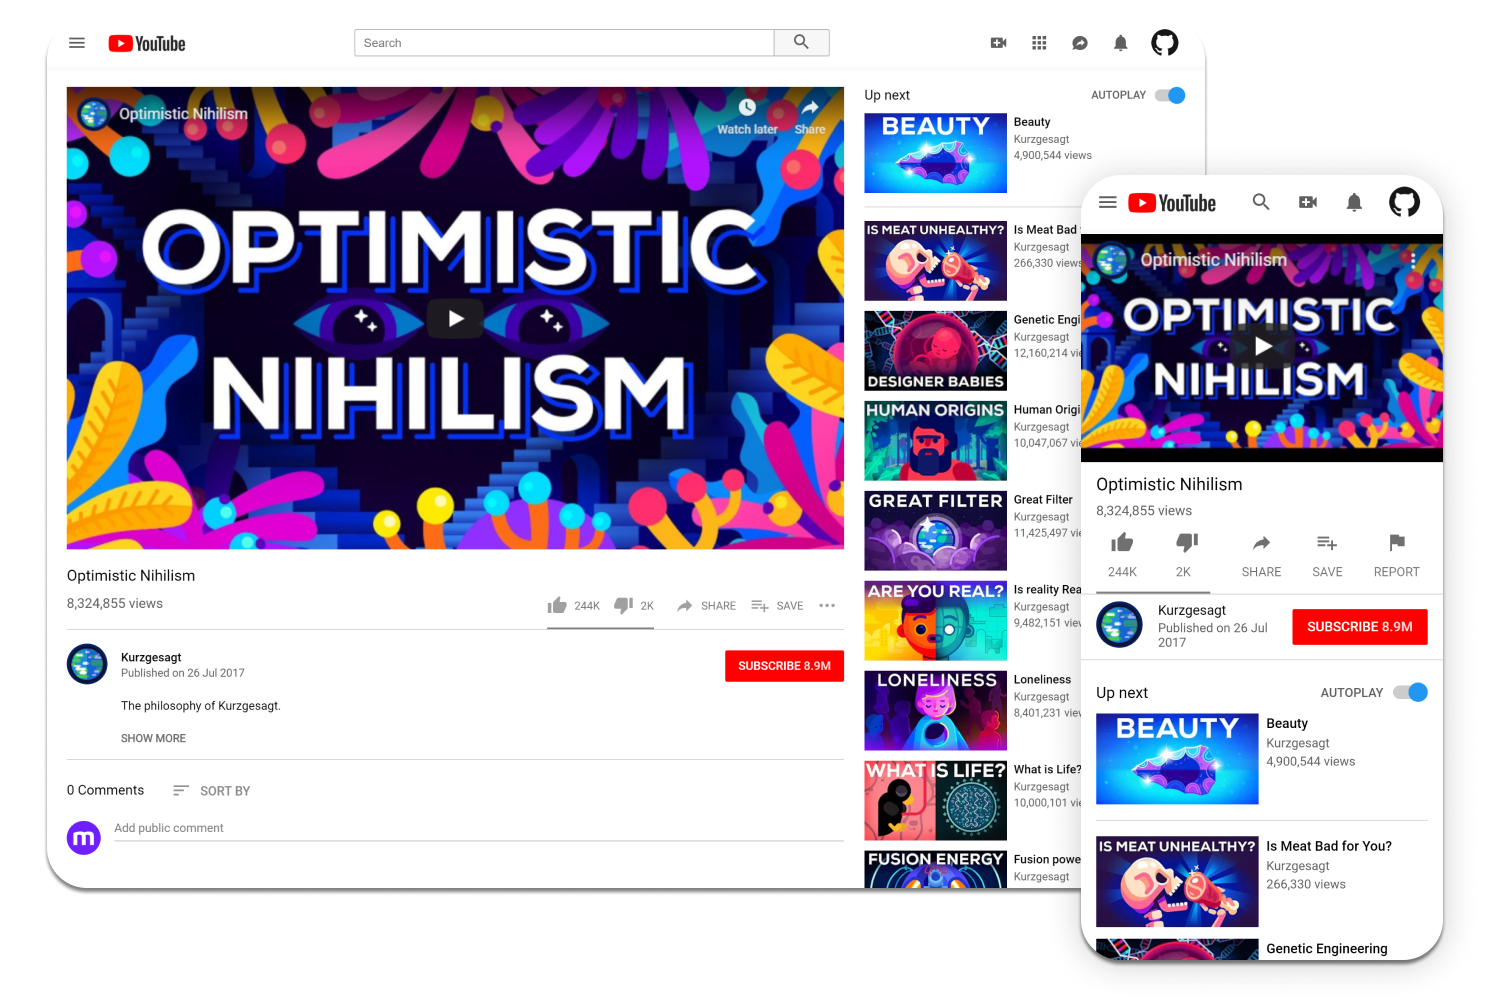 YouTube
Search
Optimistic Nihilism
Watch later
Share
OPTIMISTIC
NIHILISM
Optimistic Nihilism
8,324,855 views
244K
2K
SHARE
SAVE
Kurzgesagt
Published on 26 Jul 2017
SUBSCRIBE 8.9M
The philosophy of Kurzgesagt.
SHOW MORE
0 Comments
SORT BY
m
Add public comment
Up next
AUTOPLAY
BEAUTY
Beauty
Kurzgesagt
4,900,544 views
IS MEAT UNHEALTHY?
Is Meat Bad
Kurzgesagt
266,330 views
DESIGNER BABIES
Genetic Engi
Kurzgesagt
12,160,214 vie
HUMAN ORIGINS
Human Origi
Kurzgesagt
10,047,067 vie
GREAT FILTER
Great Filter
Kurzgesagt
11,425,497 vie
ARE YOU REAL?
Is reality Rea
Kurzgesagt
9,482,151 view
LONELINESS
Loneliness
Kurzgesagt
8,401,231 view
WHAT IS LIFE?
What is Life?
Kurzgesagt
10,000,101 vie
FUSION ENERGY
Fusion powe
Kurzgesagt
YouTube
Optimistic Nihilism
OPTIMISTIC
NIHILISM
Optimistic Nihilism
8,324,855 views
244K
2K
SHARE
SAVE
REPORT
Kurzgesagt
Published on 26 Jul
2017
SUBSCRIBE 8.9M
Up next
AUTOPLAY
BEAUTY
Beauty
Kurzgesagt
4,900,544 views
IS MEAT UNHEALTHY?
Is Meat Bad for You?
Kurzgesagt
266,330 views
Genetic Engineering